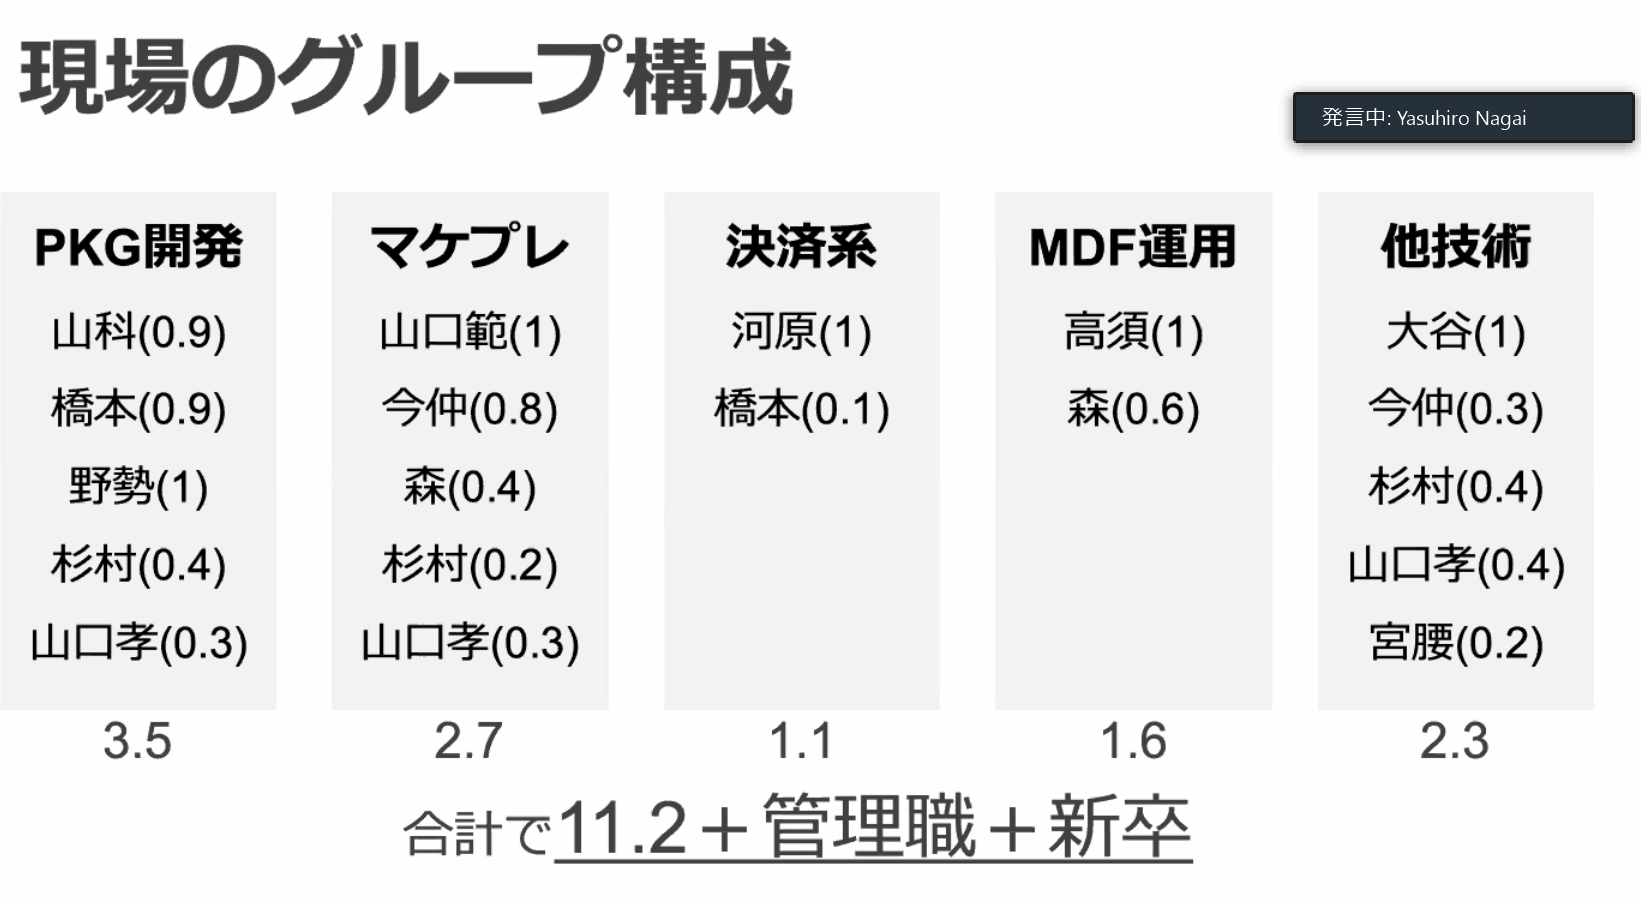 現場のグループ構成
発言中: Yasuhiro Nagai
PKG開発
山科(0.9)
橋本(0.9)
野勢(1)
杉村(0.4)
山口孝(0.3)
3.5
マケプレ
山口範(1)
今仲(0.8)
森(0.4)
杉村(0.2)
山口孝(0.3)
2.7
決済系
河原(1)
橋本(0.1)
1.1
MDF運用
高須(1)
森(0.6)
1.6
他技術
大谷(1)
今仲(0.3)
杉村(0.4)
山口孝(0.4)
宮腰(0.2)
2.3
合計で11.2＋管理職＋新卒